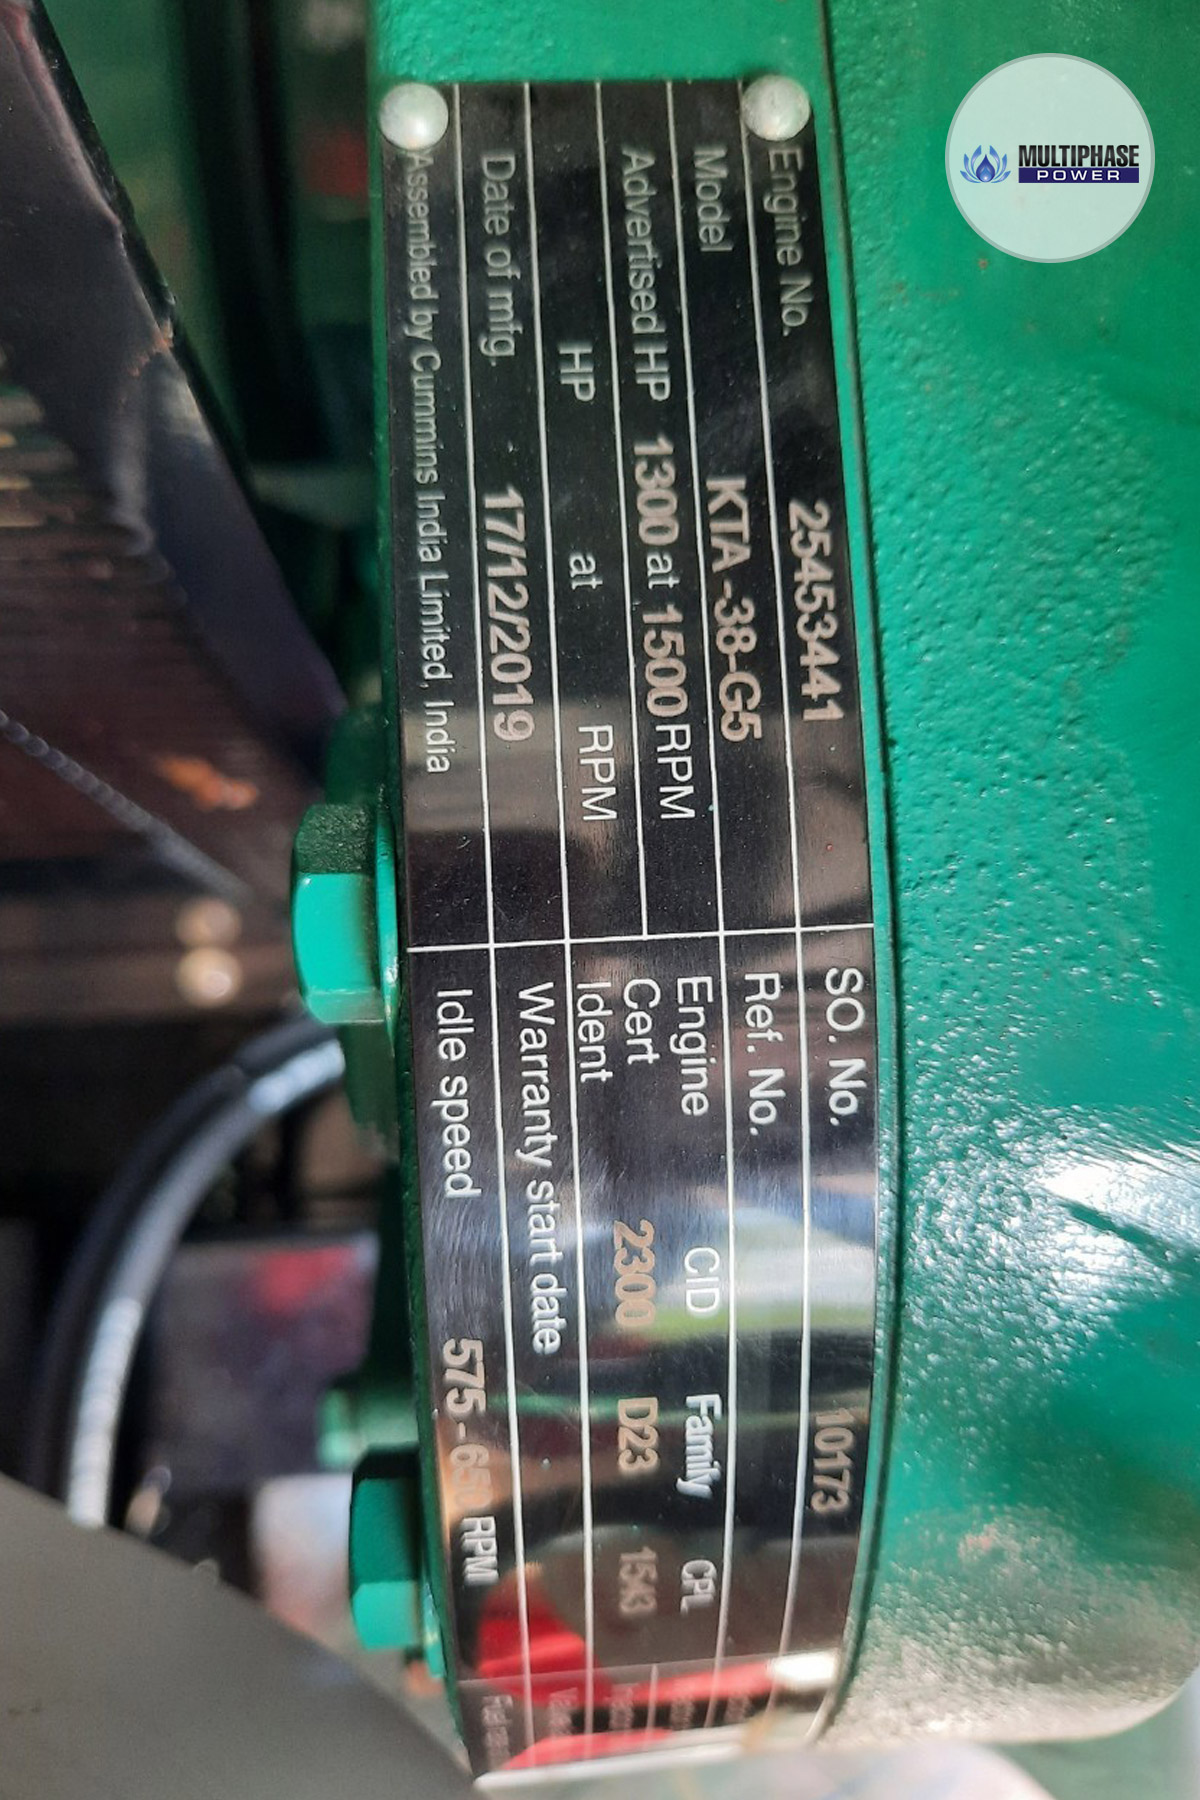 MULTIPHASE
POWER
Engine No. 25453441
SO. No. 10173
Model KTA-38-G5
Ref. No.
Advertised HP 1300 at 1500 RPM
HP at RPM
Engine
Cert
Ident
CID Family CPL
2300 D23
Date of mfg. 17/12/2019
Warranty start date
Assembled by Cummins India Limited, India
Idle speed 575-650 RPM